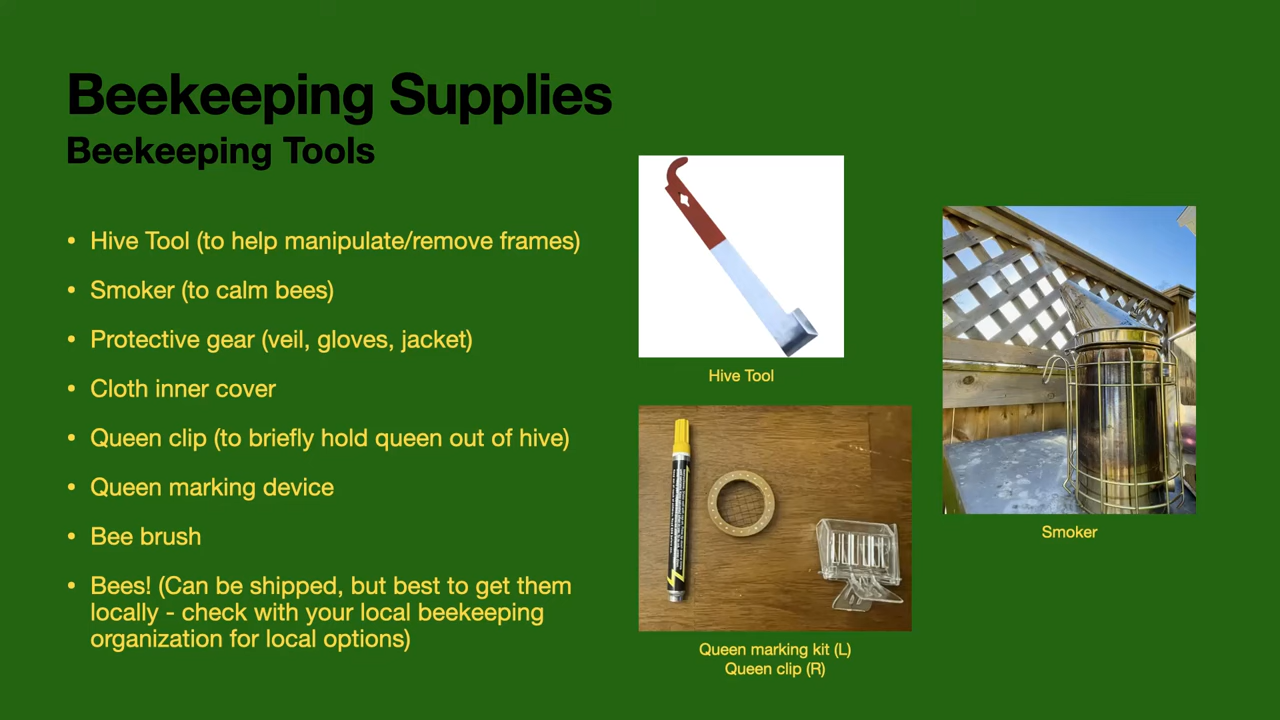 Beekeeping Supplies
Beekeeping Tools
• Hive Tool (to help manipulate/remove frames)
• Smoker (to calm bees)
• Protective gear (veil, gloves, jacket)
• Cloth inner cover
• Queen clip (to briefly hold queen out of hive)
• Queen marking device
• Bee brush
• Bees! (Can be shipped, but best to get them
locally - check with your local beekeeping
organization for local options)
Hive Tool
Queen marking kit (L)
Queen clip (R)
Smoker